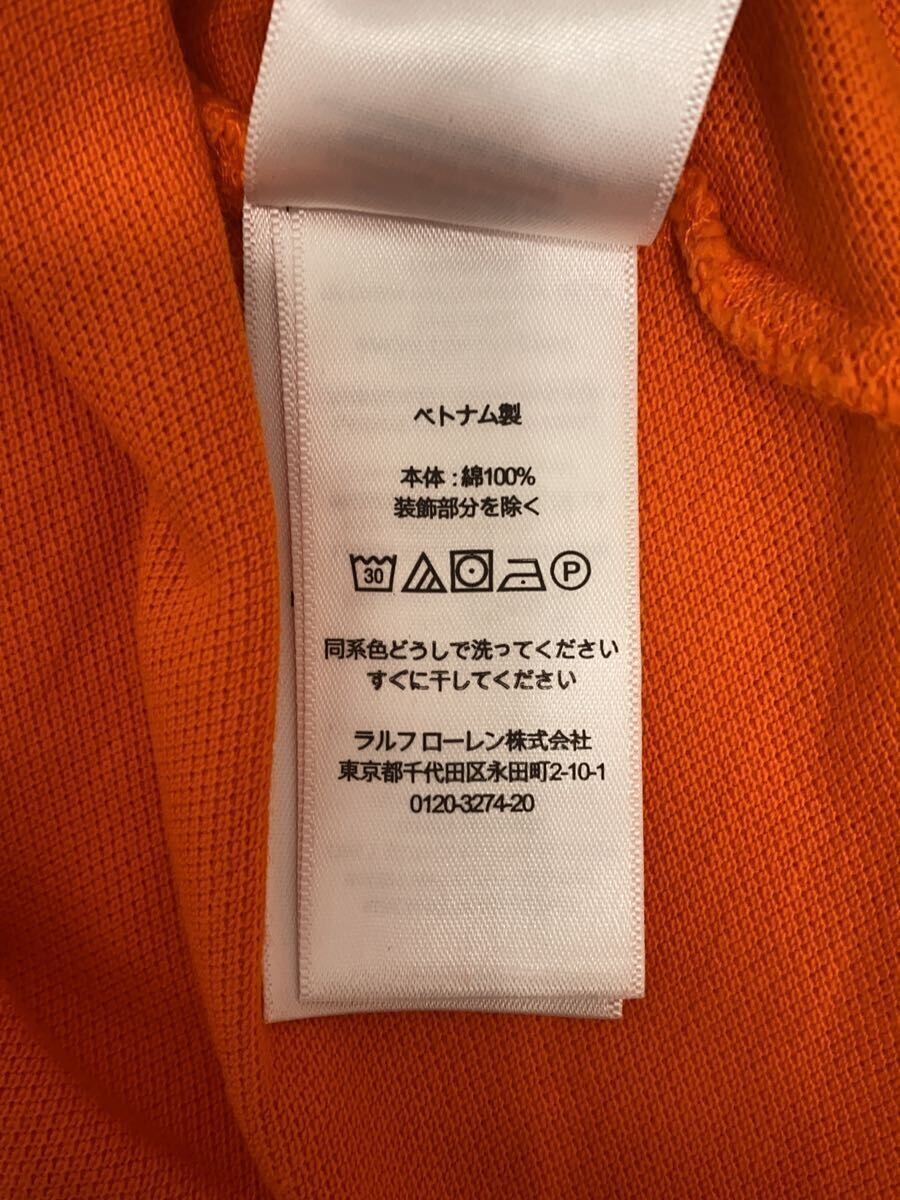 ベトナム製
本体 : 綿100%
装飾部分を除く
30 P
同系色どうしで洗ってください
すぐに干してください
ラルフ ローレン株式会社
東京都千代田区永田町2-10-1
0120-3274-20